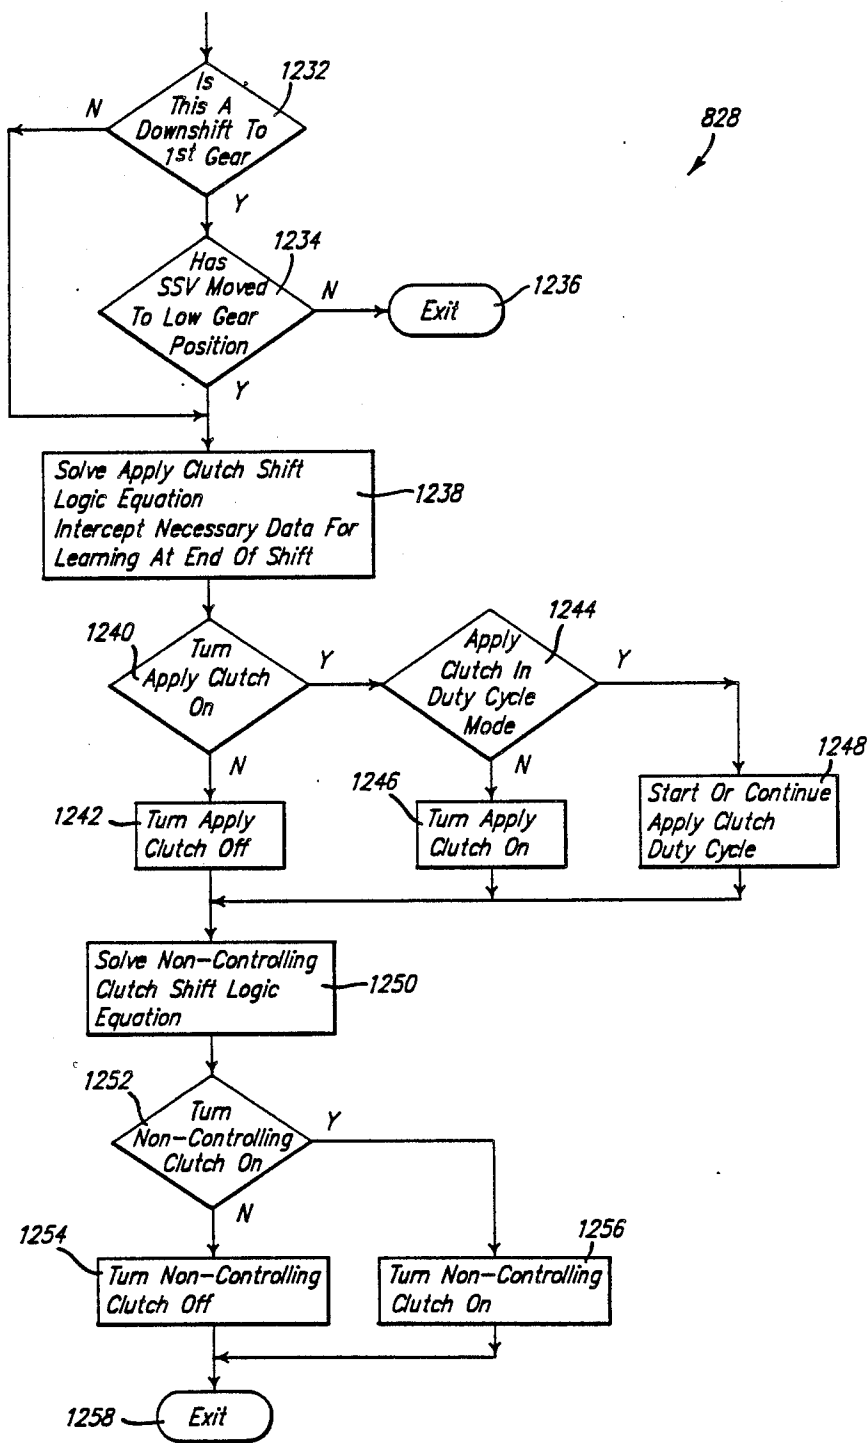 1232
Is
This A
Downshift To
1st Gear
N
828
Y
1234
Has
SSV Moved
To Low Gear
Position
N
Exit
1236
Y
Solve Apply Clutch Shift
Logic Equation
Intercept Necessary Data For
Learning At End Of Shift
1238
1240
Turn
Apply Clutch
On
Y
1244
Apply
Clutch In
Duty Cycle
Mode
Y
N
N
1242
Turn Apply
Clutch Off
1246
Turn Apply
Clutch On
1248
Start Or Continue
Apply Clutch
Duty Cycle
Solve Non-Controlling
Clutch Shift Logic
Equation
1250
1252
Turn
Non-Controlling
Clutch On
Y
N
1254
Turn Non-Controlling
Clutch Off
1256
Turn Non-Controlling
Clutch On
1258
Exit